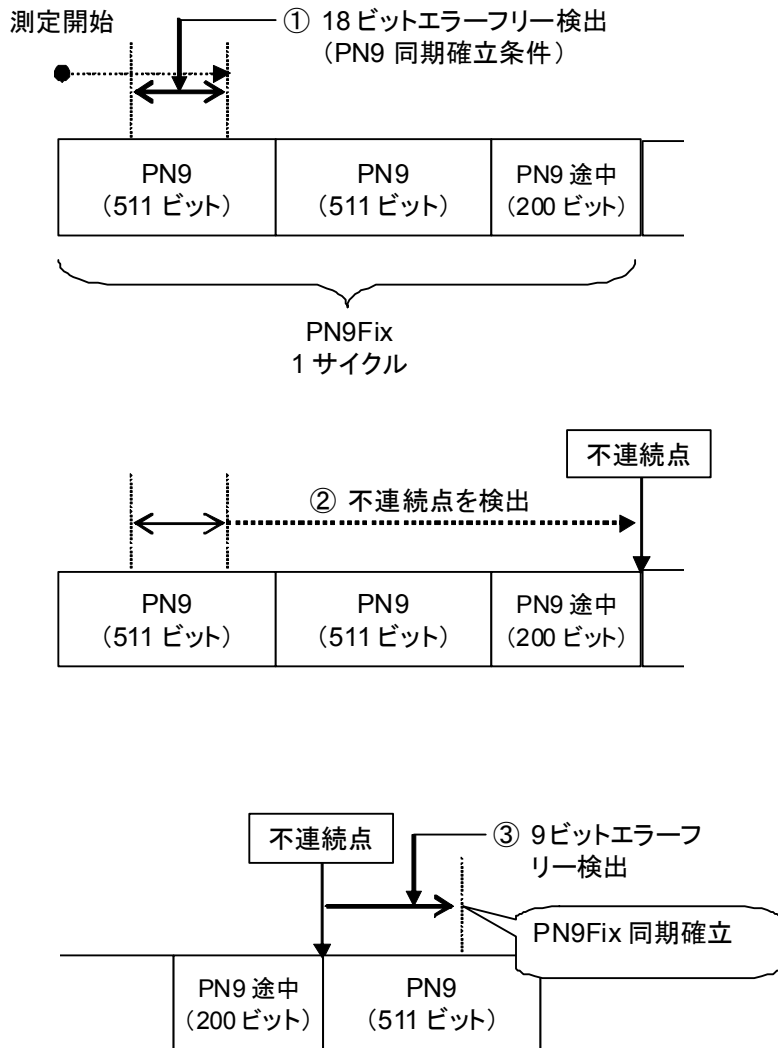 測定開始
① 18ビットエラーフリー検出
（PN9 同期確立条件）
PN9
（511 ビット）
PN9
（511 ビット）
PN9 途中
（200 ビット）
PN9Fix
1 サイクル
不連続点
② 不連続点を検出
PN9
（511 ビット）
PN9
（511 ビット）
PN9 途中
（200 ビット）
不連続点
③ 9ビットエラーフ
リー検出
PN9Fix 同期確立
PN9 途中
（200 ビット）
PN9
（511 ビット）